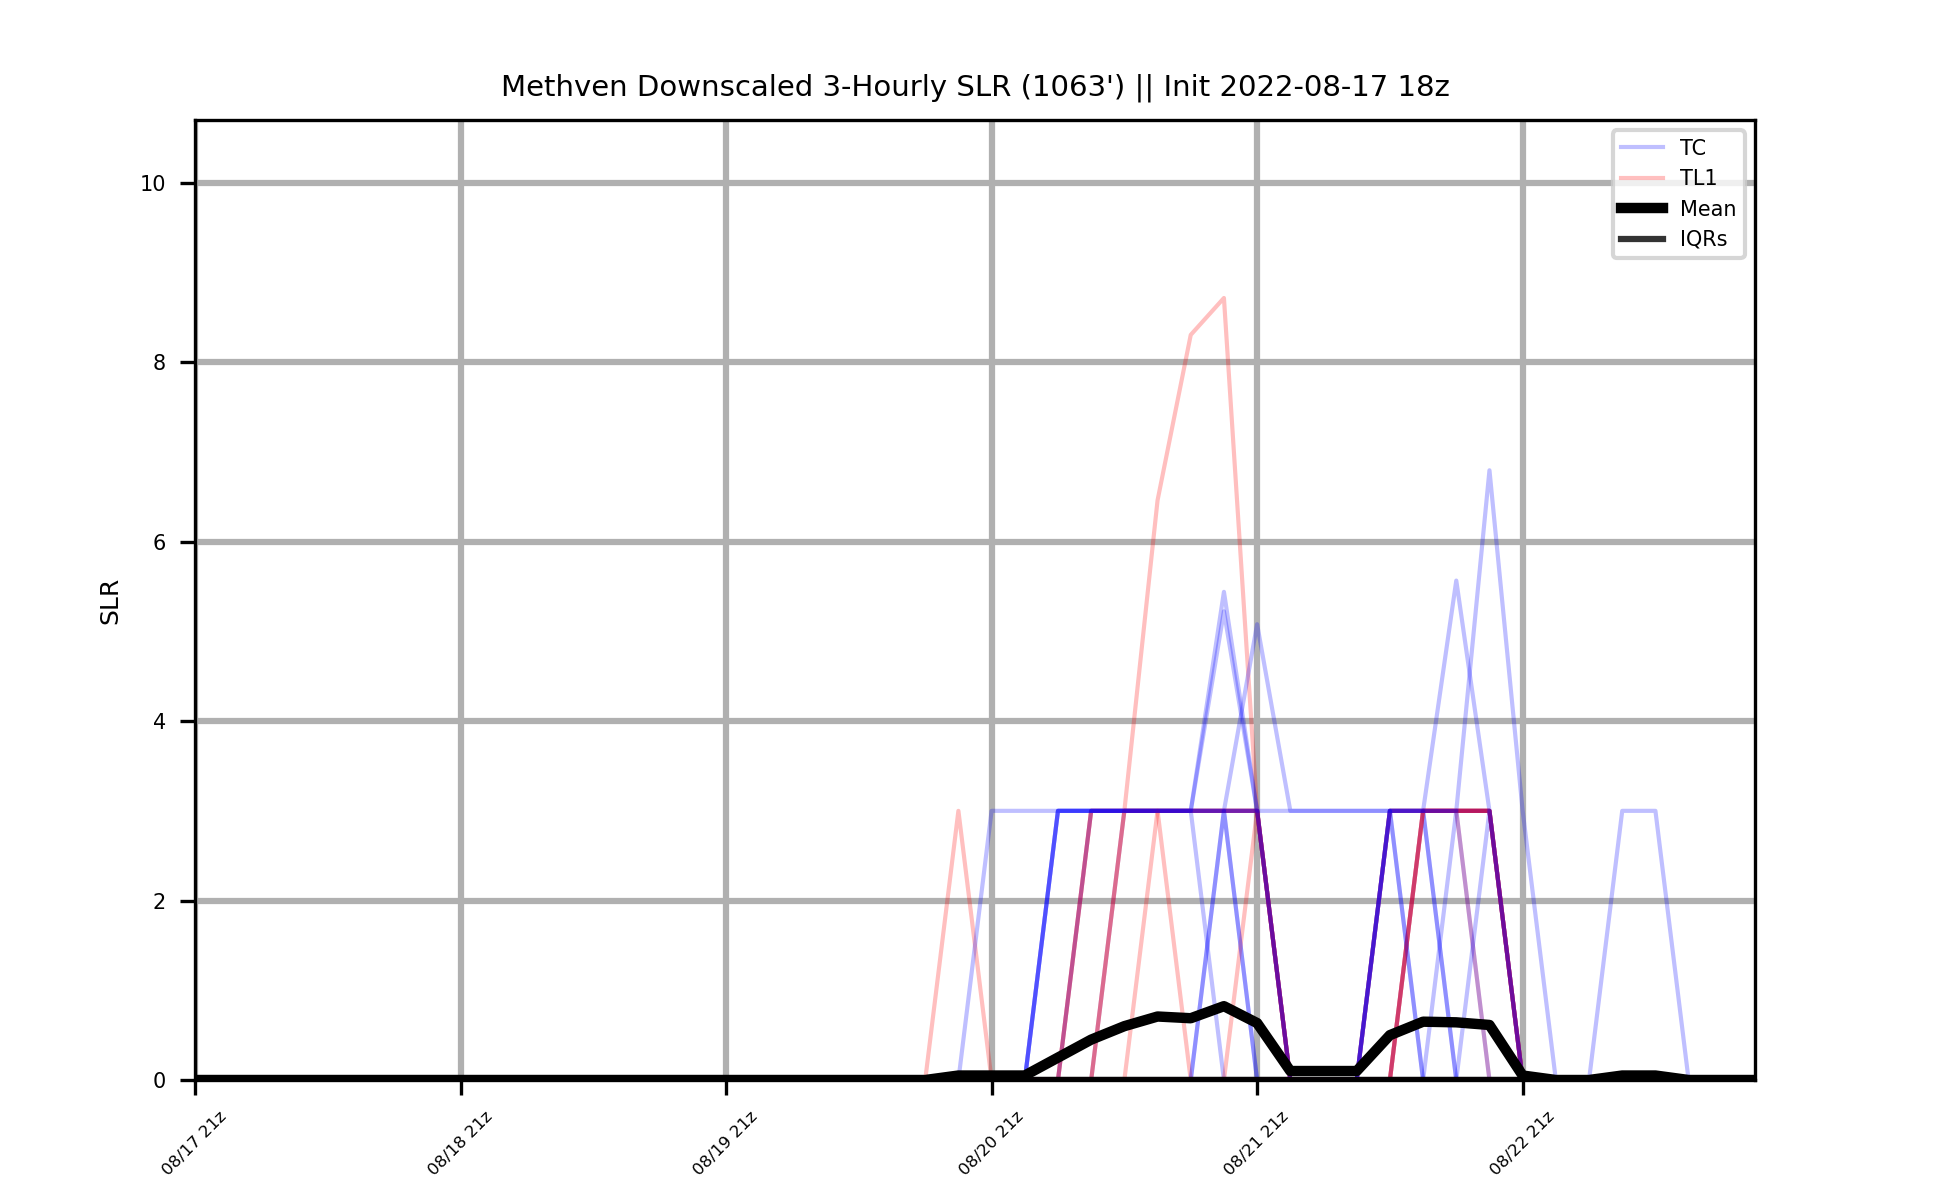 Methven Downscaled 3-Hourly SLR (1063') || Init 2022-08-17 18z
TC
TL1
Mean
IQRs
SLR
10
8
6
4
2
0
08/17 21z
08/18 21z
08/19 21z
08/20 21z
08/21 21z
08/22 21z